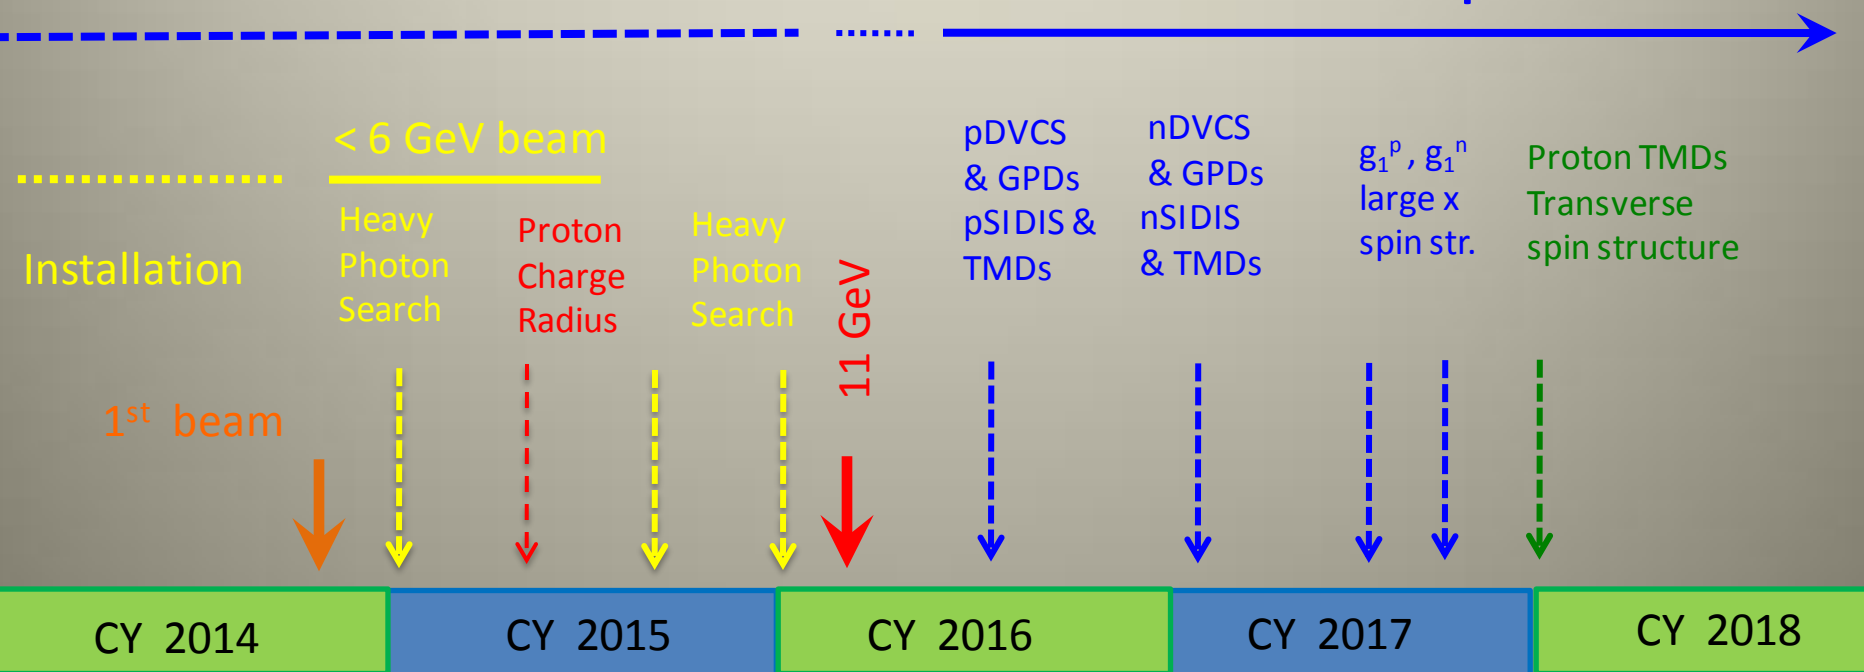 < 6 GeV beam
Installation
Heavy
Photon
Search
Proton
Charge
Radius
Heavy
Photon
Search
11 GeV
pDVCS
& GPDs
pSIDIS &
TMDs
nDVCS
& GPDs
nSIDIS
& TMDs
g₁ᵖ , g₁ⁿ
large x
spin str.
Proton TMDs
Transverse
spin structure
1ˢᵗ beam
CY 2014
CY 2015
CY 2016
CY 2017
CY 2018